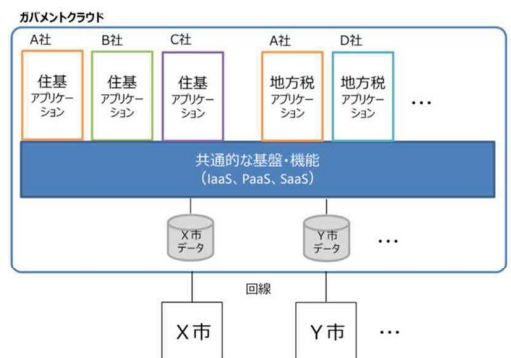 ガバメントクラウド
A社
B社
C社
A社
D社
住基
アプリケー
ション
住基
アプリケー
ション
住基
アプリケー
ション
地方税
アプリケー
ション
地方税
アプリケー
ション
…
共通的な基盤・機能
（IaaS、PaaS、SaaS）
X市
データ
Y市
データ
…
回線
X市
Y市
…